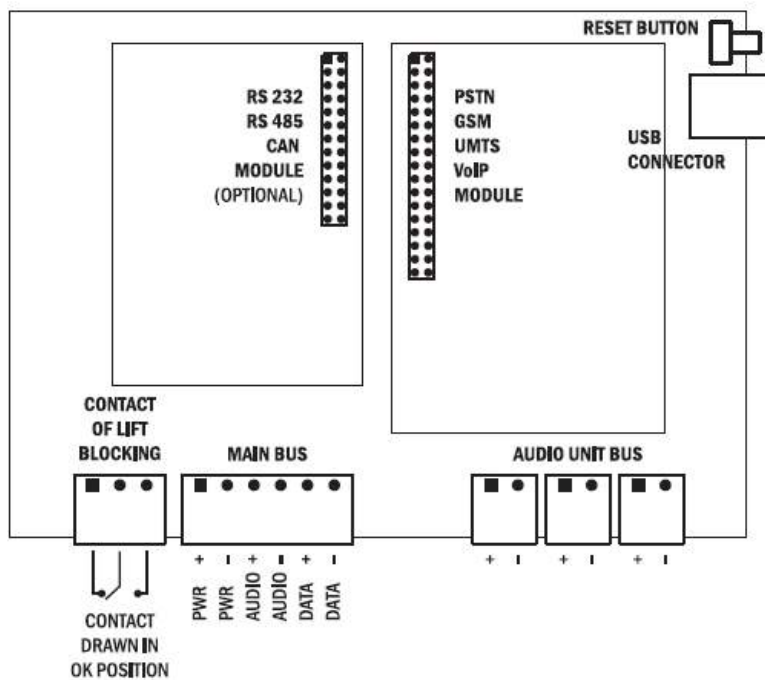 RESET BUTTON
RS 232
RS 485
CAN
MODULE
(OPTIONAL)
PSTN
GSM
UMTS
VoIP
MODULE
USB
CONNECTOR
CONTACT
OF LIFT
BLOCKING
MAIN BUS
AUDIO UNIT BUS
+ - + - + -
+ - + - + -
PWR
PWR
AUDIO
AUDIO
DATA
DATA
CONTACT
DRAWN IN
OK POSITION